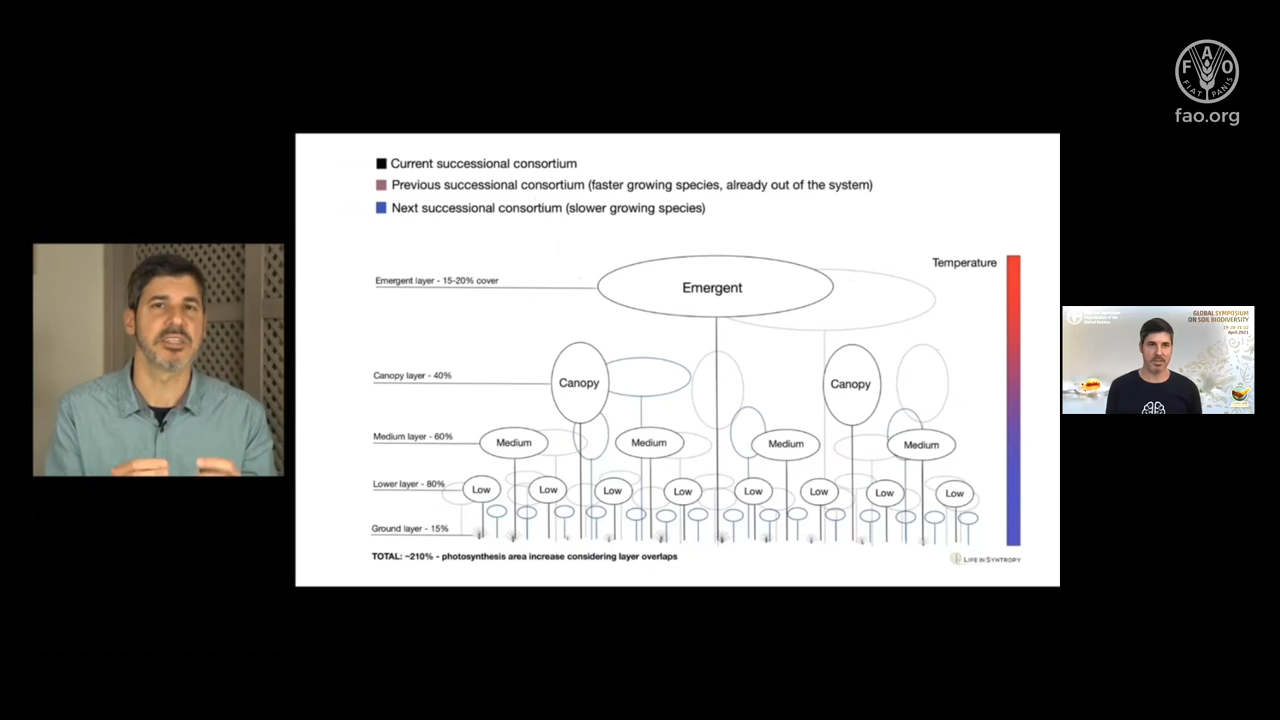 FAO
FIAT PANIS
fao.org
Current successional consortium
Previous successional consortium (faster growing species, already out of the system)
Next successional consortium (slower growing species)
Temperature
Emergent layer - 15-20% cover
Emergent
Canopy layer - 40%
Canopy
Canopy
Medium layer - 60%
Medium
Medium
Medium
Medium
Lower layer - 80%
Low
Low
Low
Low
Low
Low
Low
Low
Ground layer - 15%
TOTAL: ~210% - photosynthesis area increase considering layer overlaps
LIFE IN SYNTROPY
GLOBAL SYMPOSIUM
ON SOIL BIODIVERSITY
April 2021